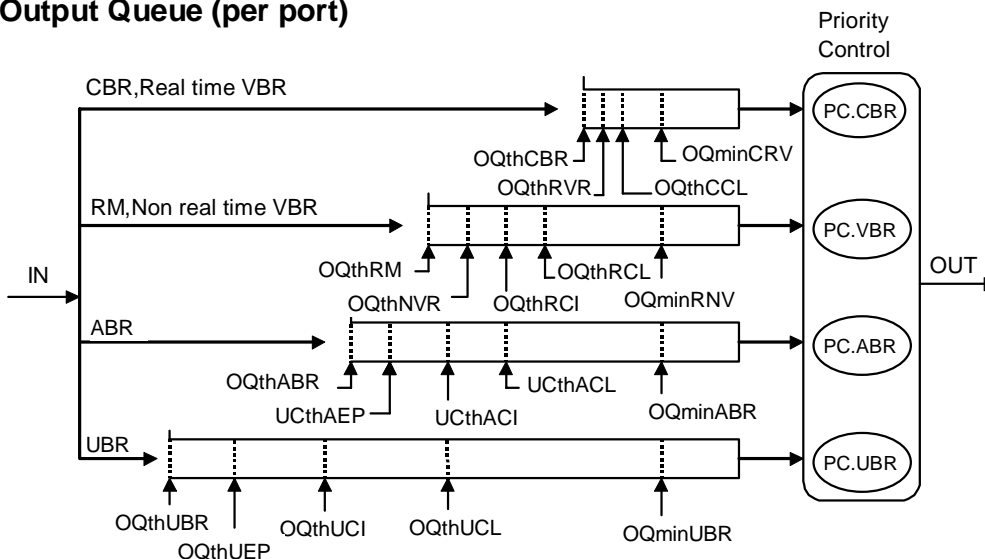 Output Queue (per port)
Priority
Control
CBR,Real time VBR
PC.CBR
OQthCBR
OQminCRV
OQthRVR
OQthCCL
RM,Non real time VBR
PC.VBR
OQthRM
OQthRCL
OQthNVR
OQthRCI
OQminRNV
IN
OUT
ABR
PC.ABR
OQthABR
UCthACL
UCthAEP
UCthACI
OQminABR
UBR
PC.UBR
OQthUBR
OQthUCI
OQthUCL
OQminUBR
OQthUEP